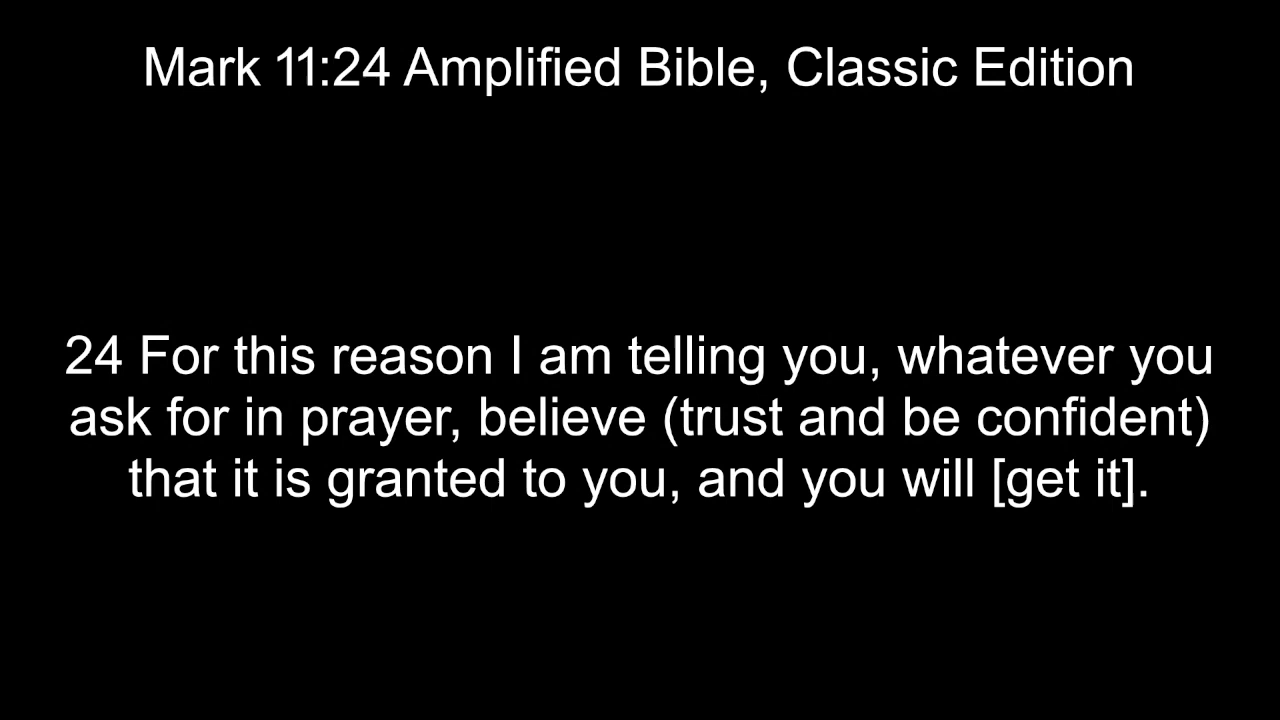 Mark 11:24 Amplified Bible, Classic Edition
24 For this reason I am telling you, whatever you
ask for in prayer, believe (trust and be confident)
that it is granted to you, and you will [get it].